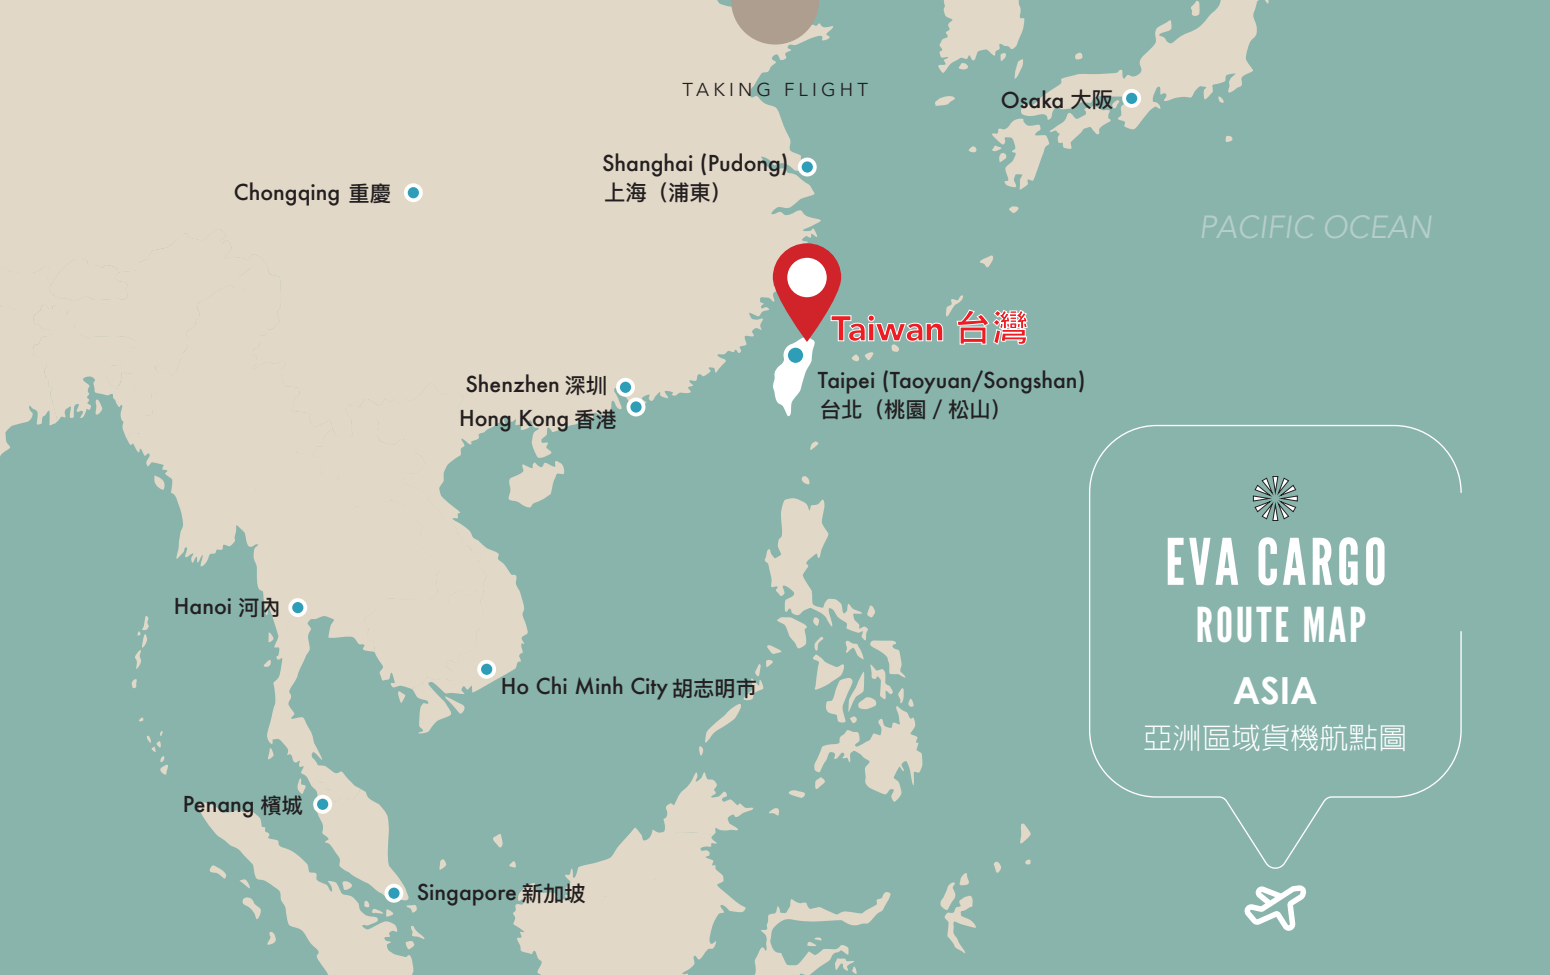 TAKING FLIGHT
Osaka 大阪
Shanghai (Pudong)
上海（浦東）
Chongqing 重慶
PACIFIC OCEAN
Taiwan 台灣
Taipei (Taoyuan/Songshan)
台北（桃園 / 松山）
Shenzhen 深圳
Hong Kong 香港
Hanoi 河內
Ho Chi Minh City 胡志明市
Penang 檳城
Singapore 新加坡
EVA CARGO
ROUTE MAP
ASIA
亞洲區域貨機航點圖